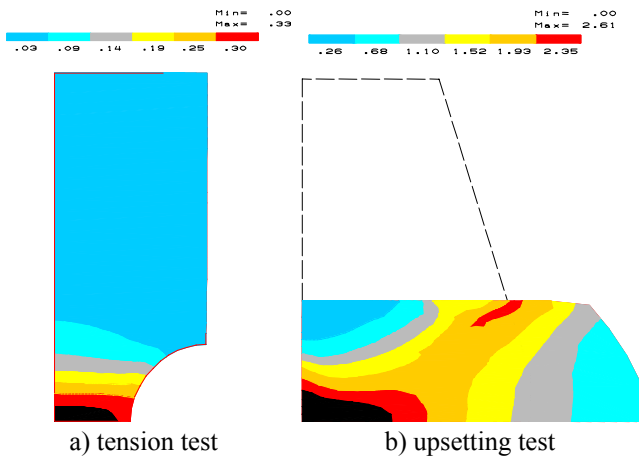 Min= .00
Max= .33
.03 .09 .14 .19 .25 .30
Min= .00
Max= 2.61
.26 .68 1.10 1.52 1.93 2.35
a) tension test
b) upsetting test